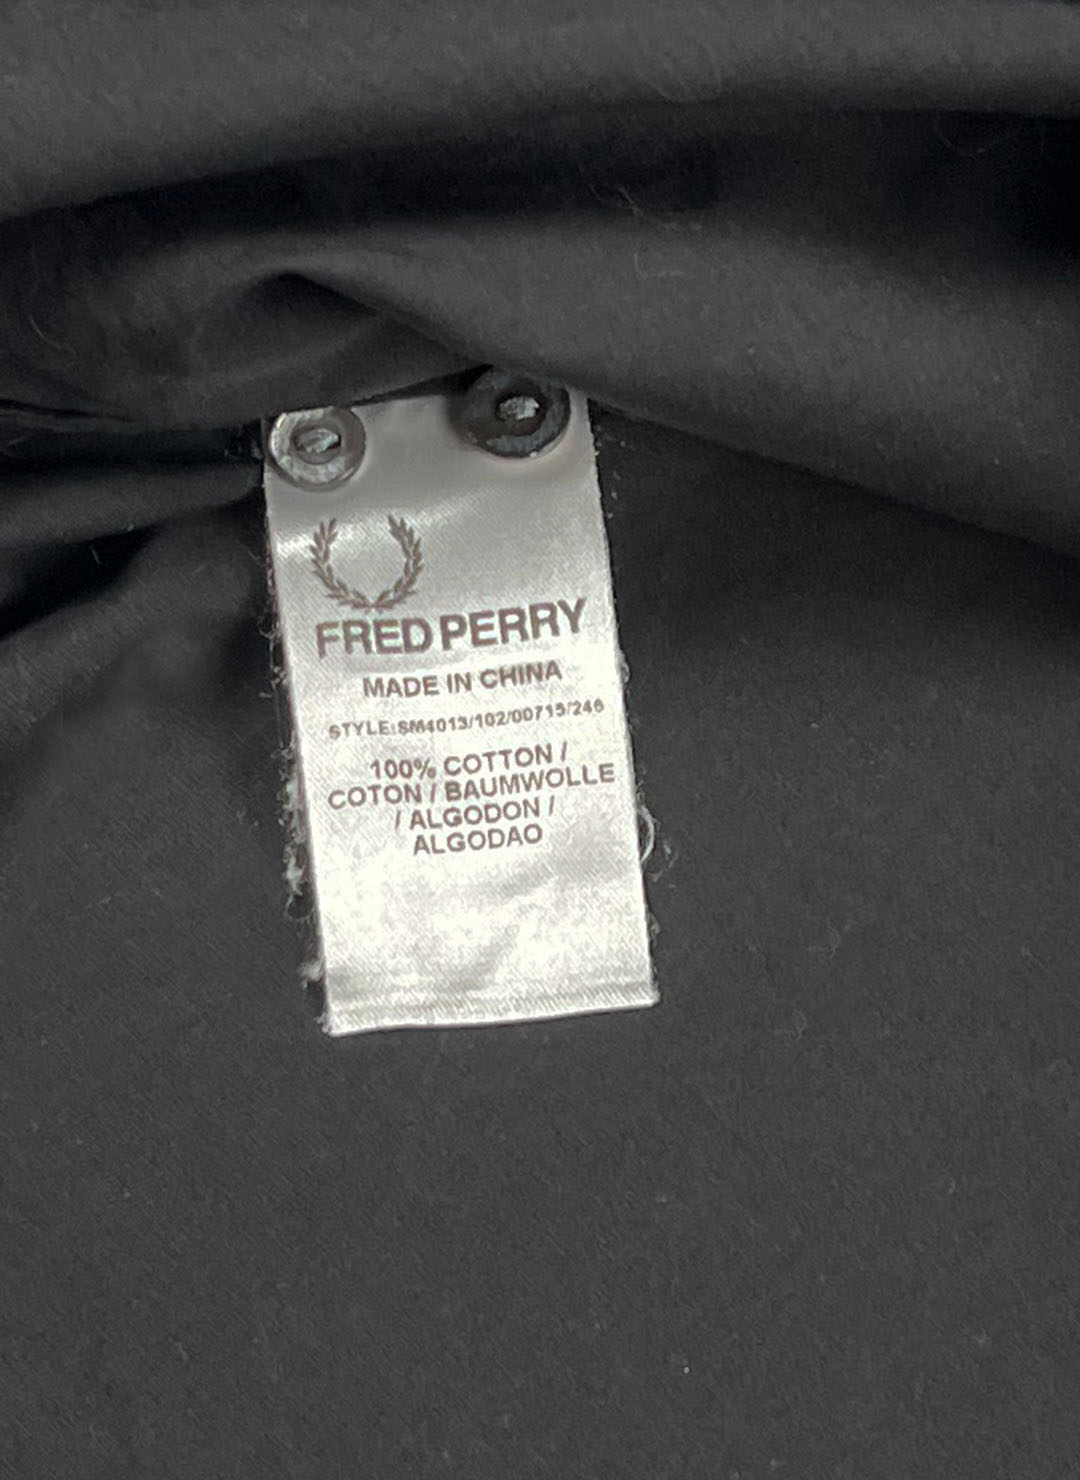 FRED PERRY
MADE IN CHINA
STYLE:SM4013/102/00715/246
100% COTTON /
COTON / BAUMWOLLE
/ ALGODON /
ALGODAO